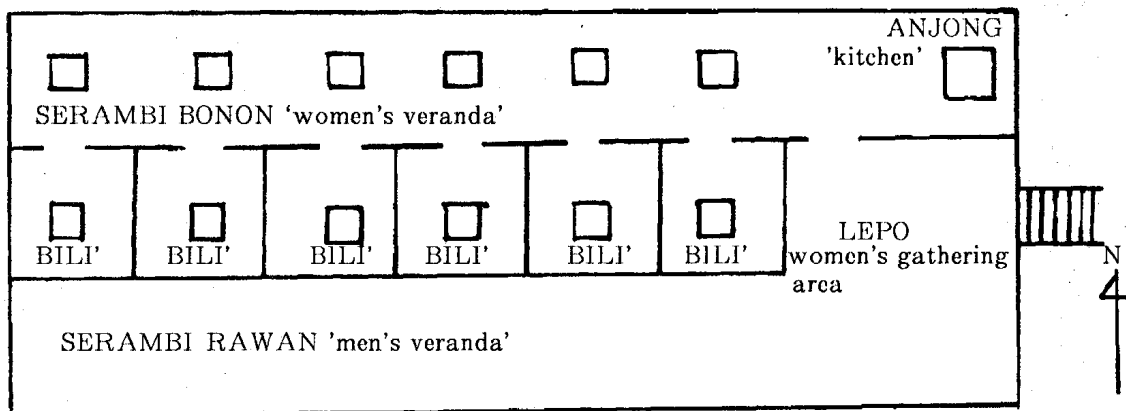 ANJONG
'kitchen'
SERAMBI BONON 'women's veranda'
BILI' BILI' BILI' BILI' BILI' BILI'
LEPO
women's gathering
area
N
SERAMBI RAWAN 'men's veranda'